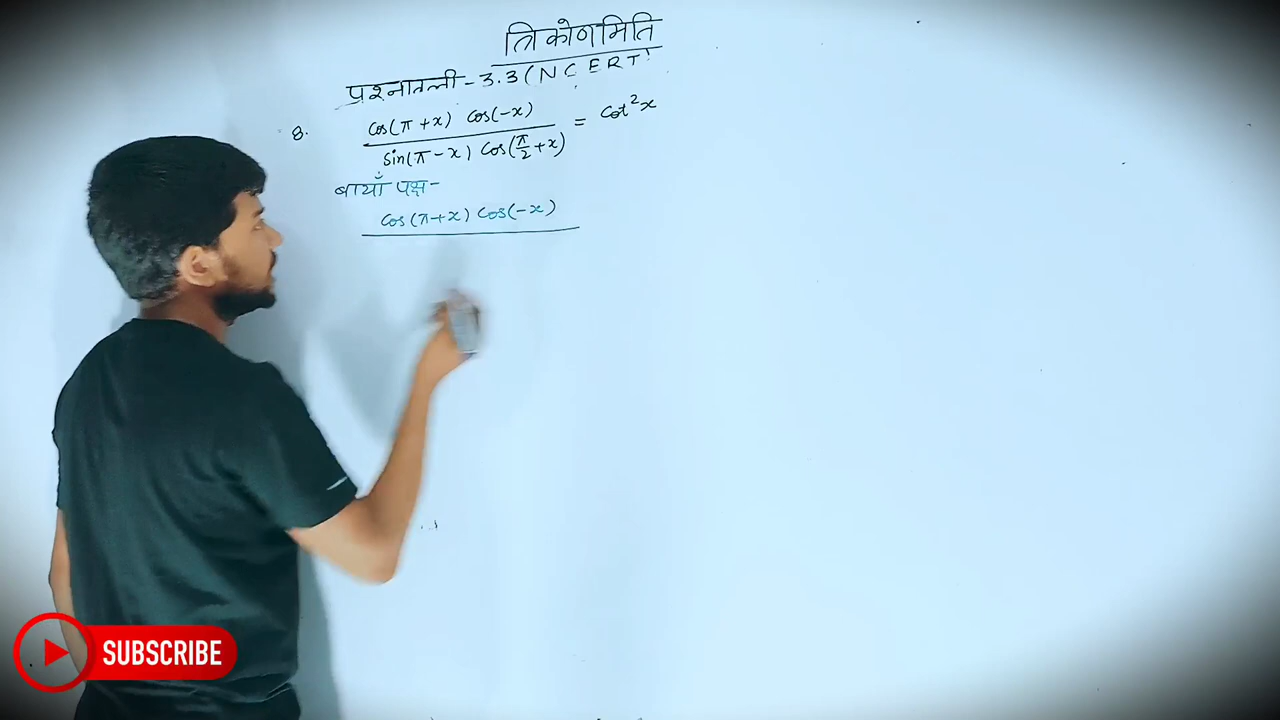 त्रिकोणमिति
प्रश्नावली - 3.3 (NCERT)
8. cos(π+x) cos(-x) / sin(π-x) cos(π/2+x) = cot²x
बायाँ पक्ष-
cos(π+x) cos(-x)
SUBSCRIBE